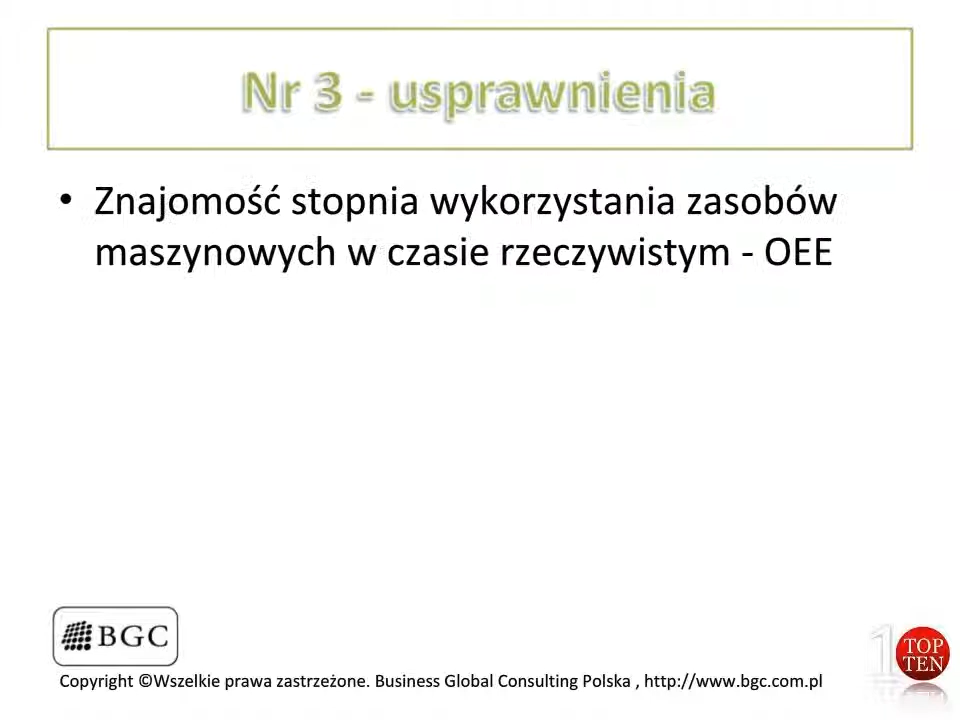 Nr 3 - usprawnienia
• Znajomość stopnia wykorzystania zasobów
maszynowych w czasie rzeczywistym - OEE
BGC
Copyright ©Wszelkie prawa zastrzeżone. Business Global Consulting Polska , http://www.bgc.com.pl
TOP
TEN